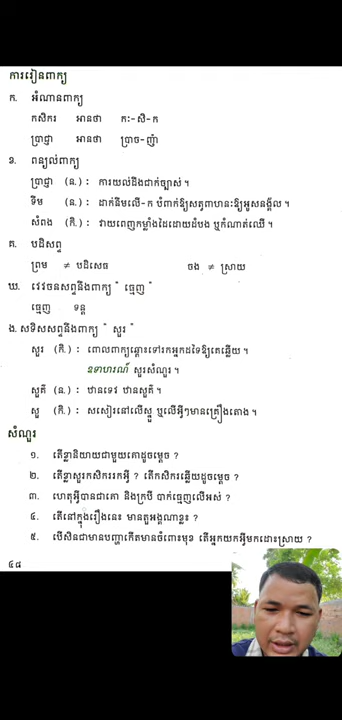 ការរៀនពាក្យ
ក. អំណានពាក្យ
កសិករ អានថា កៈ-សិ-ក
ប្រាជ្ញា អានថា ប្រាច-ញ៉ា
ខ. ពន្យល់ពាក្យ
ប្រាជ្ញា (ន.) : ការយល់ដឹងជាក់ច្បាស់ ។
ទឹម (ន.) : ដាក់នឹមលើ-ក បំពាក់ឱ្យសត្វពាហនៈឱ្យអូសនង្គ័ល ។
សំពង (កិ.) : វាយពេញកម្លាំងដៃដោយដំបង ឬកំណាត់ឈើ ។
គ. បដិសព្ទ
ព្រម ≠ បដិសេធ ចង ≠ ស្រាយ
ឃ. វេវចនសព្ទនឹងពាក្យ " ធ្មេញ "
ធ្មេញ ទន្ត
ង. សទិសសព្ទនឹងពាក្យ " សួរ "
សួរ (កិ.) : ពោលពាក្យឆ្ពោះទៅរកអ្នកដទៃឱ្យគេឆ្លើយ ។
ឧទាហរណ៍ សួរសំណួរ ។
សួគ៌ (ន.) : ឋានទេវ ឋានសួគ៌ ។
សួ (កិ.) : សសៀរនៅលើស្នួ ឬលើអ្វីៗមានគ្រឿងតោង ។
សំណួរ
១. តើខ្លានិយាយជាមួយគោដូចម្ដេច ?
២. តើខ្លាសួរកសិកររកអ្វី ? តើកសិករឆ្លើយដូចម្ដេច ?
៣. ហេតុអ្វីបានជាគោ និងក្របី បាក់ធ្មេញលើអស់ ?
៤. តើនៅក្នុងរឿងនេះ មានតួអង្គណាខ្លះ ?
៥. បើសិនជាមានបញ្ហាកើតមានចំពោះមុខ តើអ្នកយកអ្វីមកដោះស្រាយ ?
៤៨